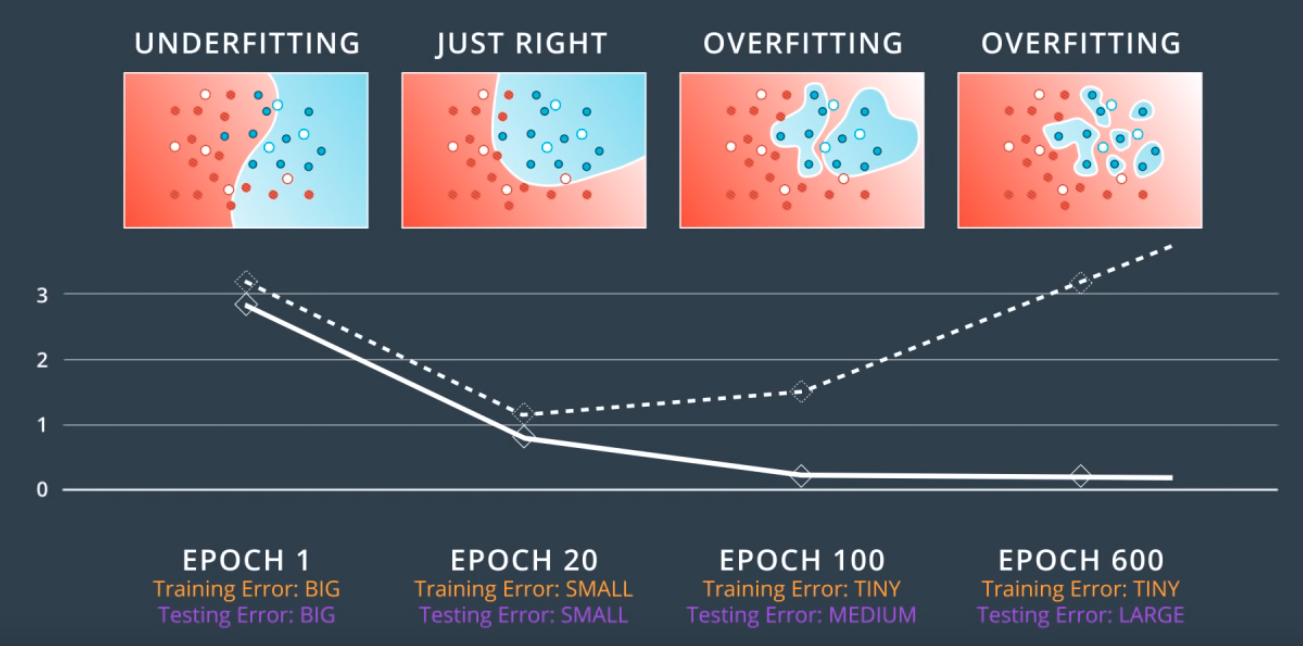 UNDERFITTING
JUST RIGHT
OVERFITTING
OVERFITTING
3
2
1
0
EPOCH 1
Training Error: BIG
Testing Error: BIG
EPOCH 20
Training Error: SMALL
Testing Error: SMALL
EPOCH 100
Training Error: TINY
Testing Error: MEDIUM
EPOCH 600
Training Error: TINY
Testing Error: LARGE